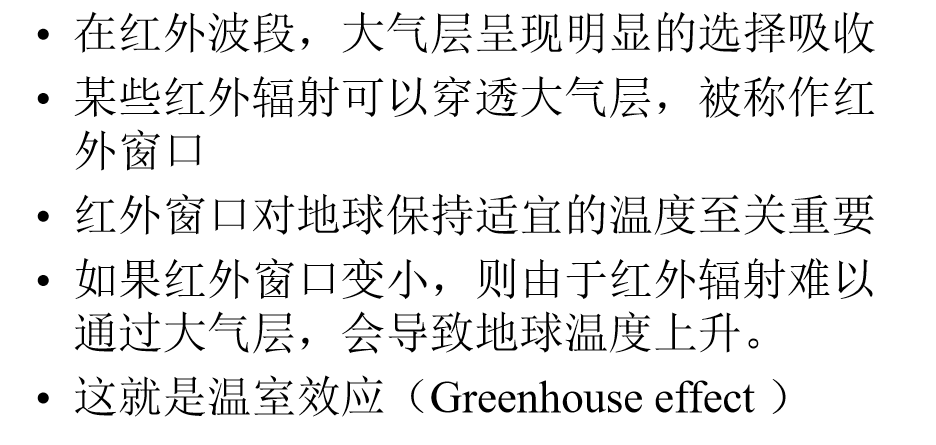 • 在红外波段，大气层呈现明显的选择吸收
• 某些红外辐射可以穿透大气层，被称作红
外窗口
• 红外窗口对地球保持适宜的温度至关重要
• 如果红外窗口变小，则由于红外辐射难以
通过大气层，会导致地球温度上升。
• 这就是温室效应（Greenhouse effect ）